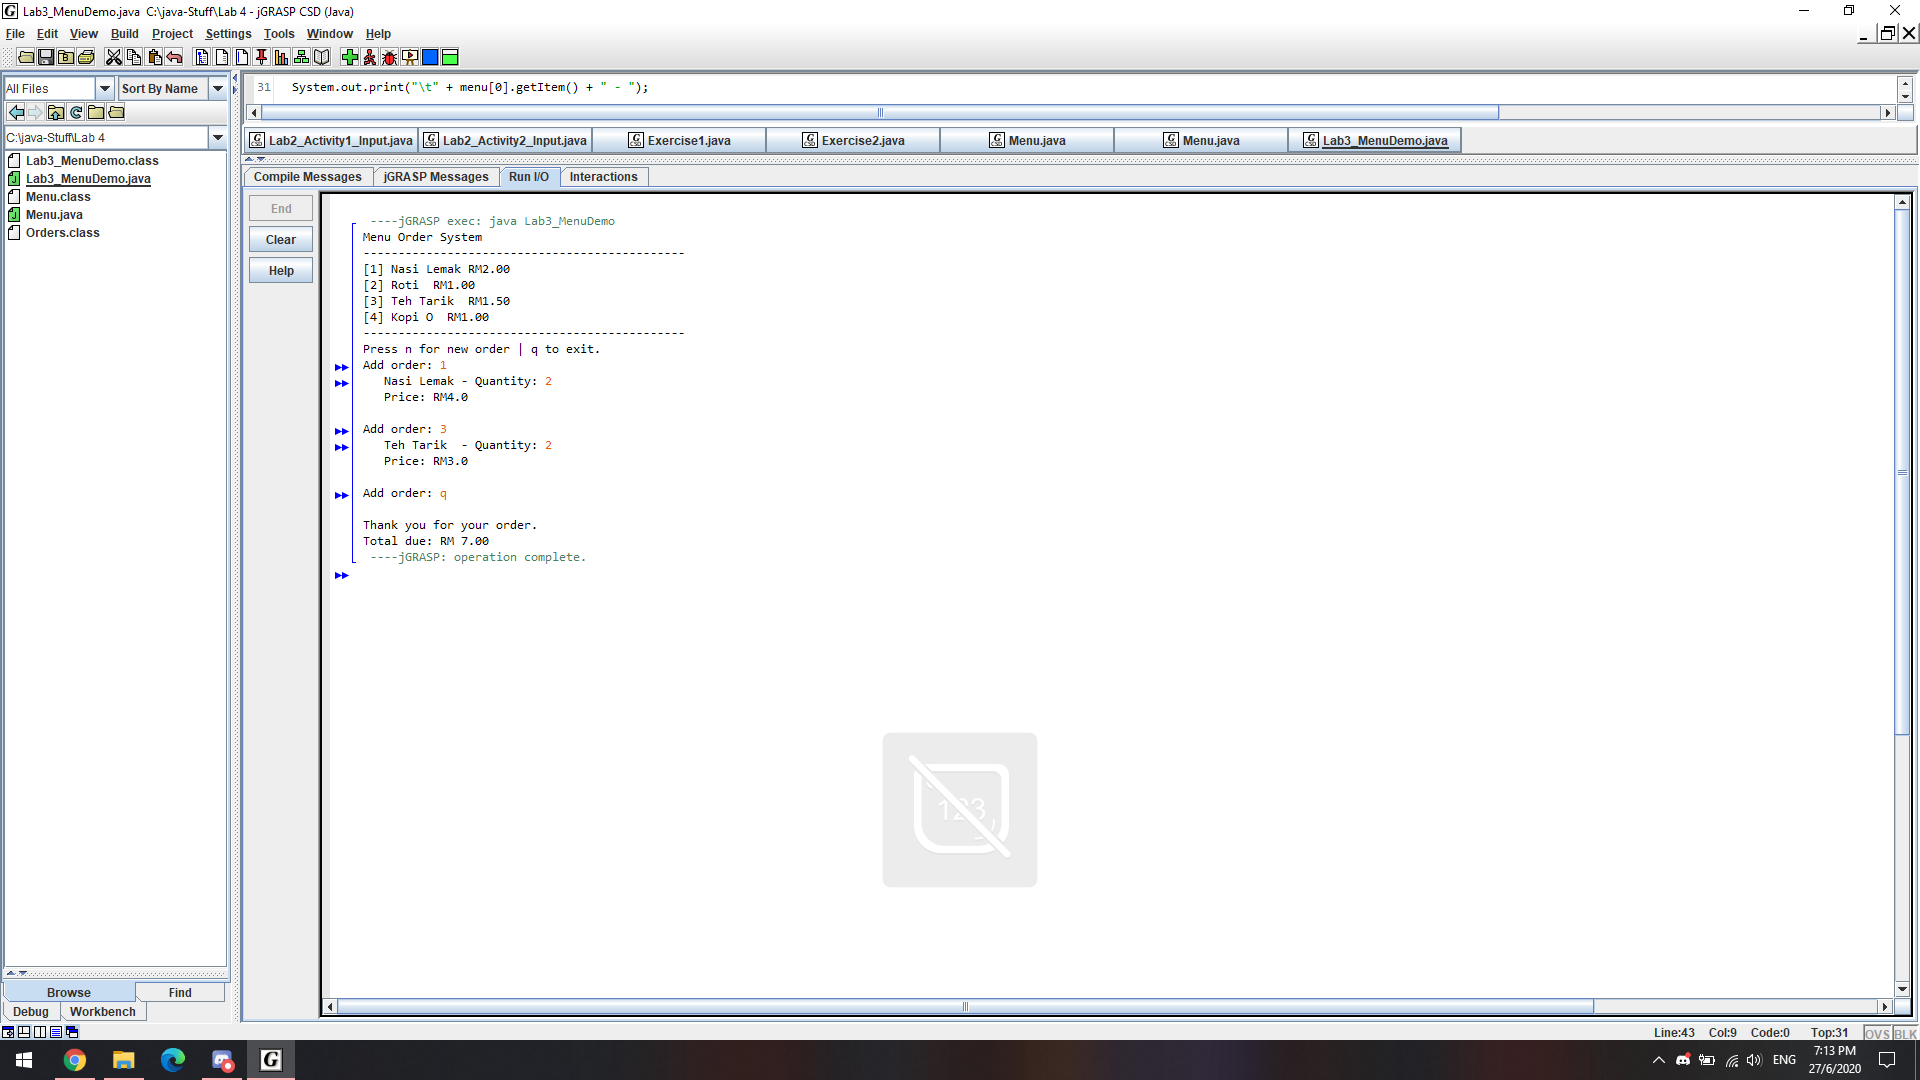 Lab3_MenuDemo.java  C:\java-Stuff\Lab 4 - jGRASP CSD (Java)
File Edit View Build Project Settings Tools Window Help
All Files Sort By Name
C:\java-Stuff\Lab 4
Lab3_MenuDemo.class
Lab3_MenuDemo.java
Menu.class
Menu.java
Orders.class
Browse Find
Debug Workbench
31 System.out.print("\t" + menu[0].getItem() + " - ");
Lab2_Activity1_Input.java Lab2_Activity2_Input.java Exercise1.java Exercise2.java Menu.java Menu.java Lab3_MenuDemo.java
Compile Messages jGRASP Messages Run I/O Interactions
End
Clear
Help
----jGRASP exec: java Lab3_MenuDemo
Menu Order System
----------------------------------------------
[1] Nasi Lemak RM2.00
[2] Roti  RM1.00
[3] Teh Tarik  RM1.50
[4] Kopi O  RM1.00
----------------------------------------------
Press n for new order | q to exit.
Add order: 1
Nasi Lemak - Quantity: 2
Price: RM4.0
Add order: 3
Teh Tarik  - Quantity: 2
Price: RM3.0
Add order: q
Thank you for your order.
Total due: RM 7.00
----jGRASP: operation complete.
123
Line:43 Col:9 Code:0 Top:31 OVS BLK
ENG
7:13 PM
27/6/2020